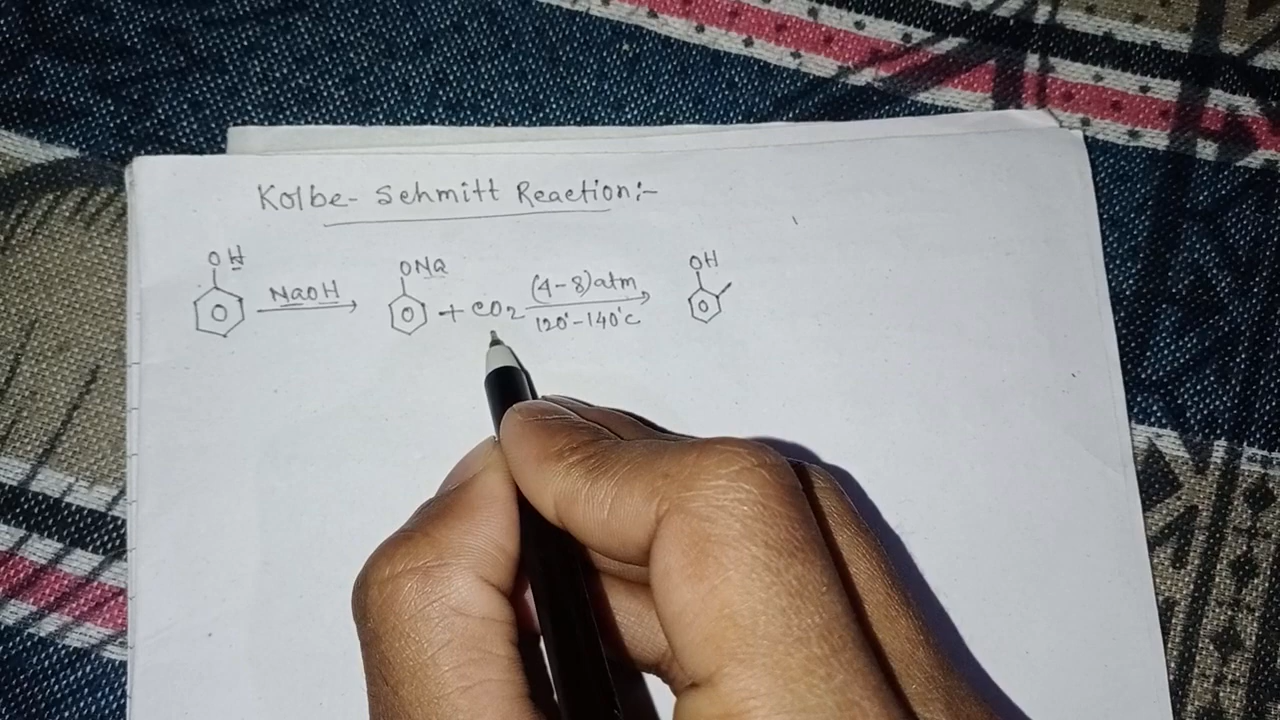 Kolbe- Schmitt Reaction:-
OH NaOH ONa + CO2 (4-8)atm 120°-140°c OH